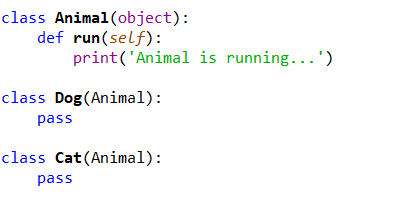 class Animal(object):
    def run(self):
        print('Animal is running...')
class Dog(Animal):
    pass
class Cat(Animal):
    pass